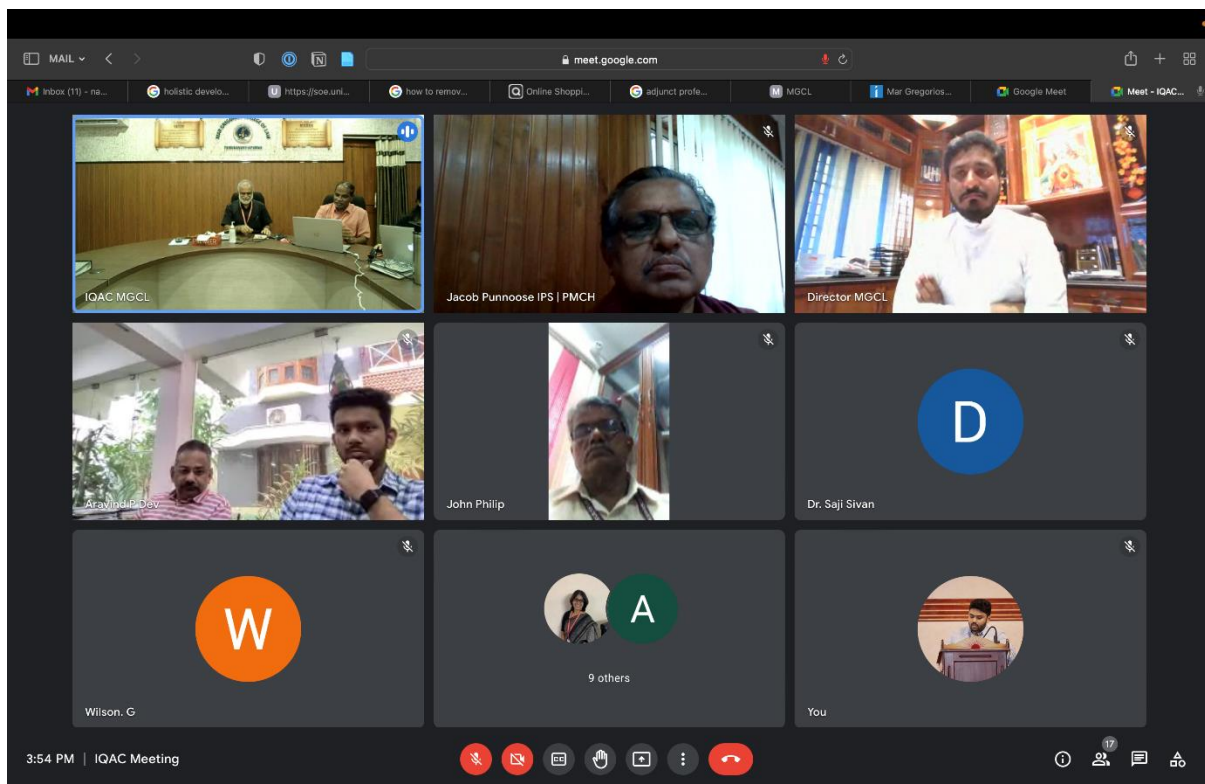 MAIL
meet.google.com
Inbox (11) - na...
holistic develo...
https://soe.uni...
how to remov...
Online Shoppi...
adjunct profe...
MGCL
Mar Gregorios...
Google Meet
Meet - IQAC...
IQAC MGCL
Jacob Punnoose IPS | PMCH
Director MGCL
Aravind P Dev
John Philip
D
Dr. Saji Sivan
W
Wilson. G
A
9 others
You
3:54 PM | IQAC Meeting
17